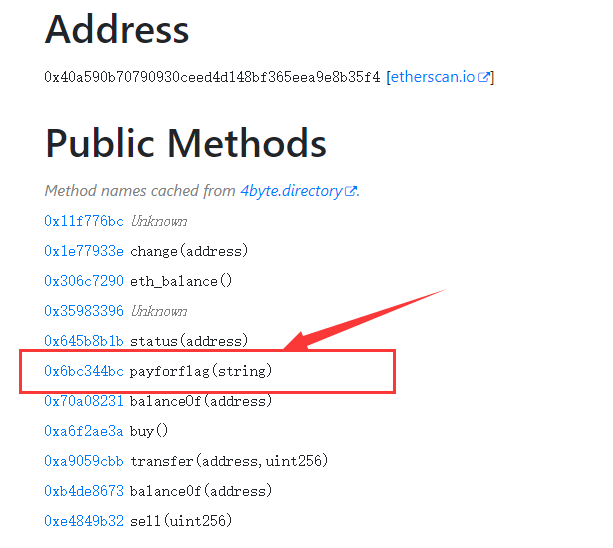 Address
0x40a590b70790930ceed4d148bf365eea9e8b35f4 [etherscan.io]
Public Methods
Method names cached from 4byte.directory.
0x11f776bc Unknown
0x1e77933e change(address)
0x306c7290 eth_balance()
0x35983396 Unknown
0x645b8b1b status(address)
0x6bc344bc payforflag(string)
0x70a08231 balanceOf(address)
0xa6f2ae3a buy()
0xa9059cbb transfer(address,uint256)
0xb4de8673 balanceOf(address)
0xe4849b32 sell(uint256)